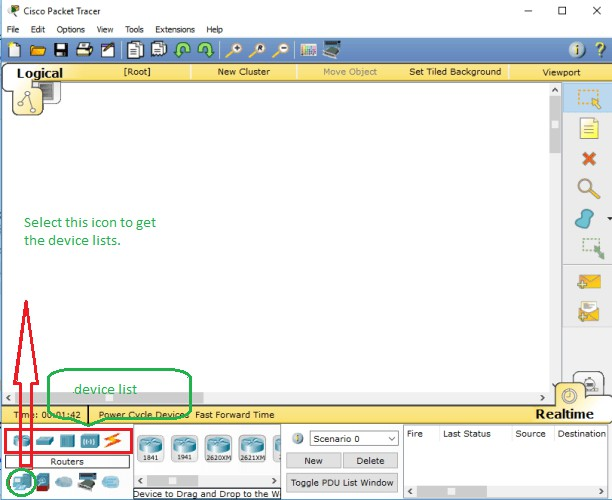 Cisco Packet Tracer
File Edit Options View Tools Extensions Help
Logical [Root] New Cluster Move Object Set Tiled Background Viewport
Select this icon to get
the device lists.
device list
Time: 00:01:42 Power Cycle Devices Fast Forward Time Realtime
Routers
1841 1941 2620XM 2621XM
Device to Drag and Drop to the W
Scenario 0
New Delete
Toggle PDU List Window
Fire Last Status Source Destination